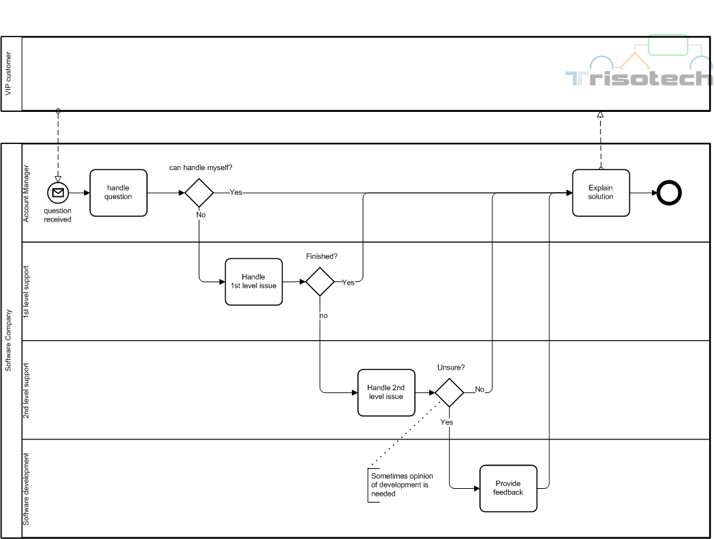 VIP customer
Trisotech
Software Company
Account Manager
question
received
handle
question
can handle myself?
Yes
No
Explain
solution
1st level support
Handle
1st level issue
Finished?
Yes
no
2nd level support
Handle 2nd
level issue
Unsure?
No
Yes
Software development
Sometimes opinion
of development is
needed
Provide
feedback